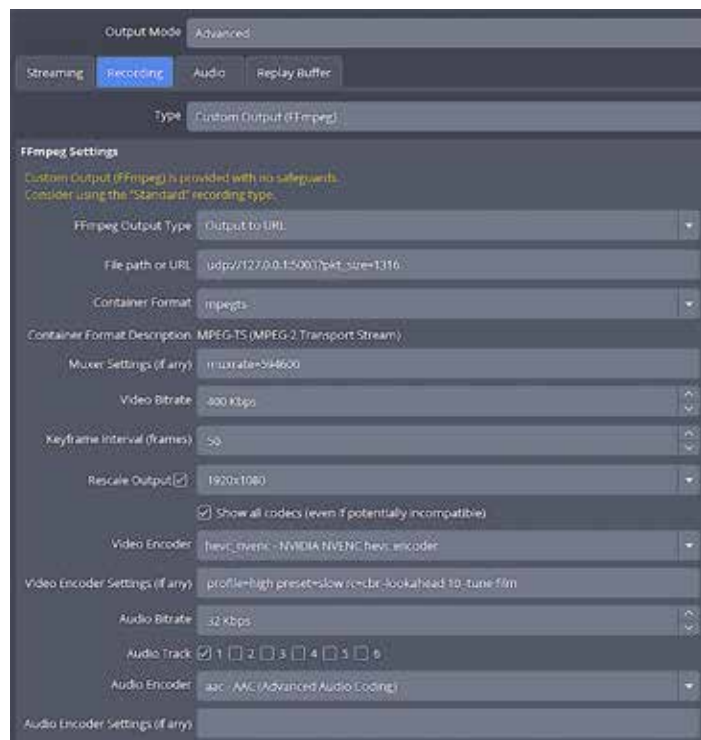 Output Mode Advanced
Streaming Recording Audio Replay Buffer
Type Custom Output (FFmpeg)
FFmpeg Settings
Custom Output (FFmpeg) is provided with no safeguards.
Consider using the "Standard" recording type.
FFmpeg Output Type Output to URL
File path or URL udp://127.0.0.1:5003?pkt_size=1316
Container Format mpegts
Container Format Description MPEG-TS (MPEG-2 Transport Stream)
Muxer Settings (if any) muxrate=594600
Video Bitrate 400 Kbps
Keyframe Interval (frames) 50
Rescale Output 1920x1080
Show all codecs (even if potentially incompatible)
Video Encoder hevc_nvenc - NVIDIA NVENC hevc encoder
Video Encoder Settings (if any) profile=high preset=slow rc=cbr-lookahead 10 -tune film
Audio Bitrate 32 Kbps
Audio Track 1 2 3 4 5 6
Audio Encoder aac - AAC (Advanced Audio Coding)
Audio Encoder Settings (if any)